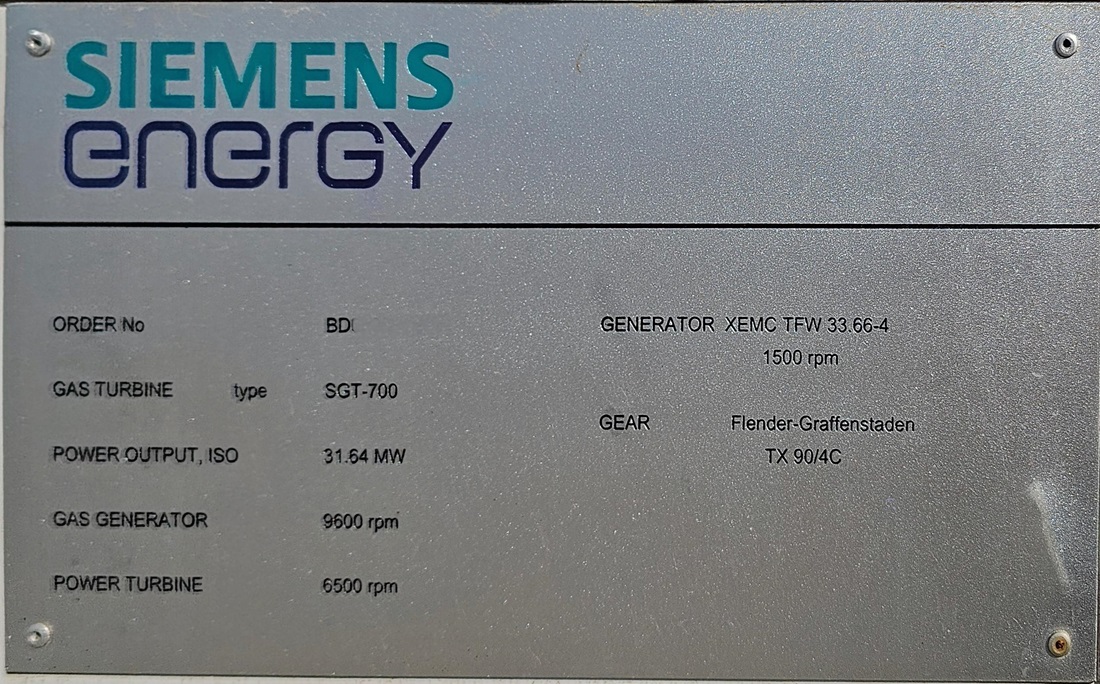 SIEMENS
energy
ORDER No BD
GAS TURBINE type SGT-700
POWER OUTPUT, ISO 31.64 MW
GAS GENERATOR 9600 rpm
POWER TURBINE 6500 rpm
GENERATOR XEMC TFW 33.66-4
1500 rpm
GEAR Flender-Graffenstaden
TX 90/4C